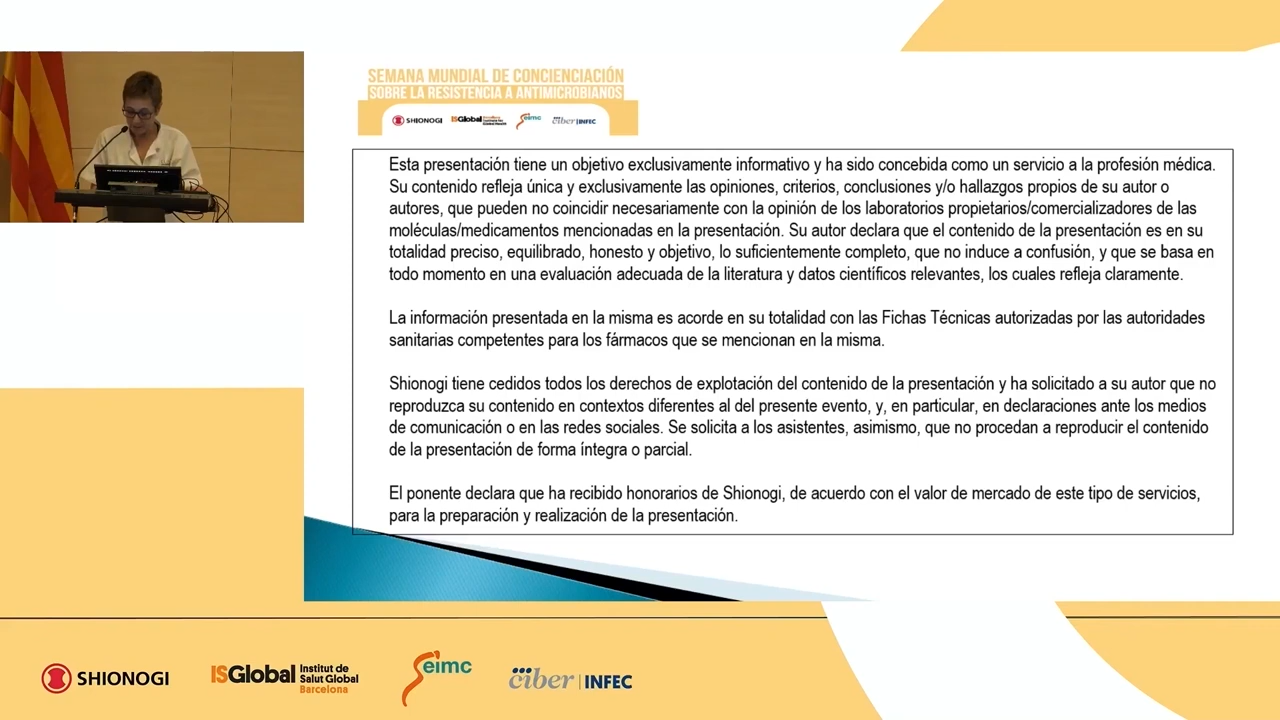 SEMANA MUNDIAL DE CONCIENCIACIÓN
SOBRE LA RESISTENCIA A ANTIMICROBIANOS
SHIONOGI
ISGlobal
Seimc
ciber | INFEC
Esta presentación tiene un objetivo exclusivamente informativo y ha sido concebida como un servicio a la profesión médica.
Su contenido refleja única y exclusivamente las opiniones, criterios, conclusiones y/o hallazgos propios de su autor o
autores, que pueden no coincidir necesariamente con la opinión de los laboratorios propietarios/comercializadores de las
moléculas/medicamentos mencionadas en la presentación. Su autor declara que el contenido de la presentación es en su
totalidad preciso, equilibrado, honesto y objetivo, lo suficientemente completo, que no induce a confusión, y que se basa en
todo momento en una evaluación adecuada de la literatura y datos científicos relevantes, los cuales refleja claramente.
La información presentada en la misma es acorde en su totalidad con las Fichas Técnicas autorizadas por las autoridades
sanitarias competentes para los fármacos que se mencionan en la misma.
Shionogi tiene cedidos todos los derechos de explotación del contenido de la presentación y ha solicitado a su autor que no
reproduzca su contenido en contextos diferentes al del presente evento, y, en particular, en declaraciones ante los medios
de comunicación o en las redes sociales. Se solicita a los asistentes, asimismo, que no procedan a reproducir el contenido
de la presentación de forma íntegra o parcial.
El ponente declara que ha recibido honorarios de Shionogi, de acuerdo con el valor de mercado de este tipo de servicios,
para la preparación y realización de la presentación.
SHIONOGI
ISGlobal
Institut de
Salut Global
Barcelona
Seimc
ciber | INFEC